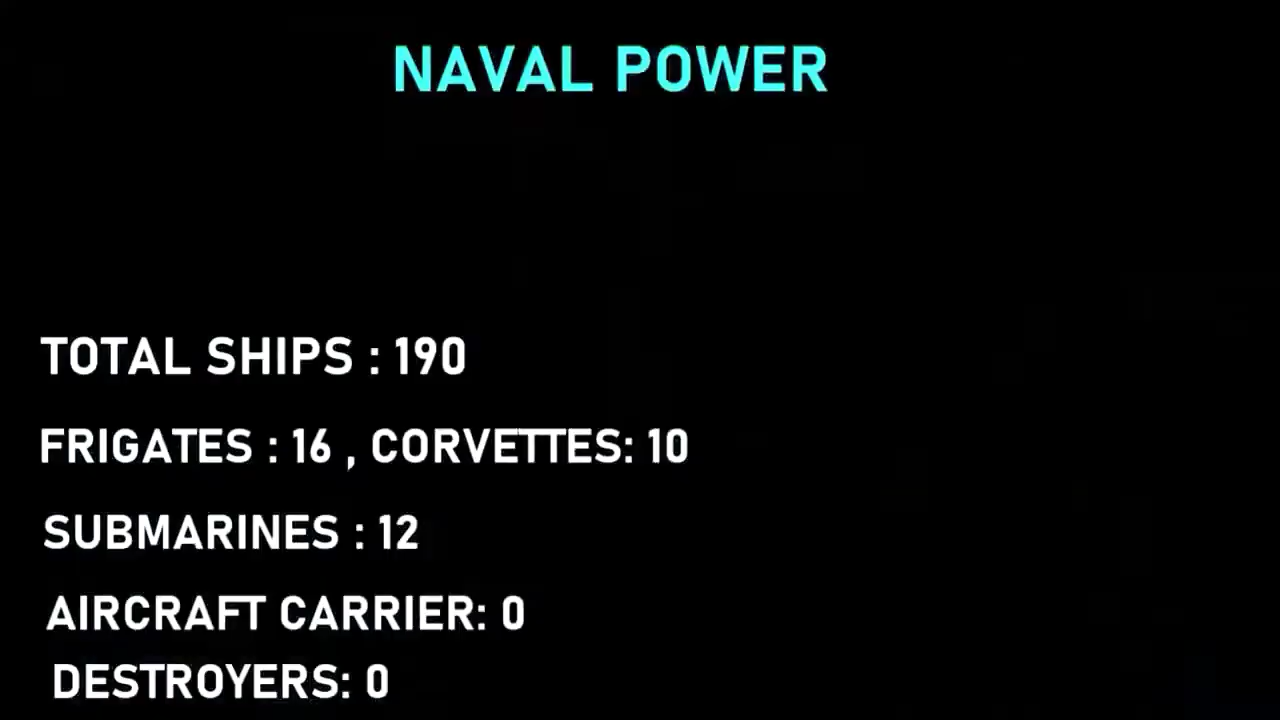 NAVAL POWER
TOTAL SHIPS : 190
FRIGATES : 16 , CORVETTES: 10
SUBMARINES : 12
AIRCRAFT CARRIER: 0
DESTROYERS: 0